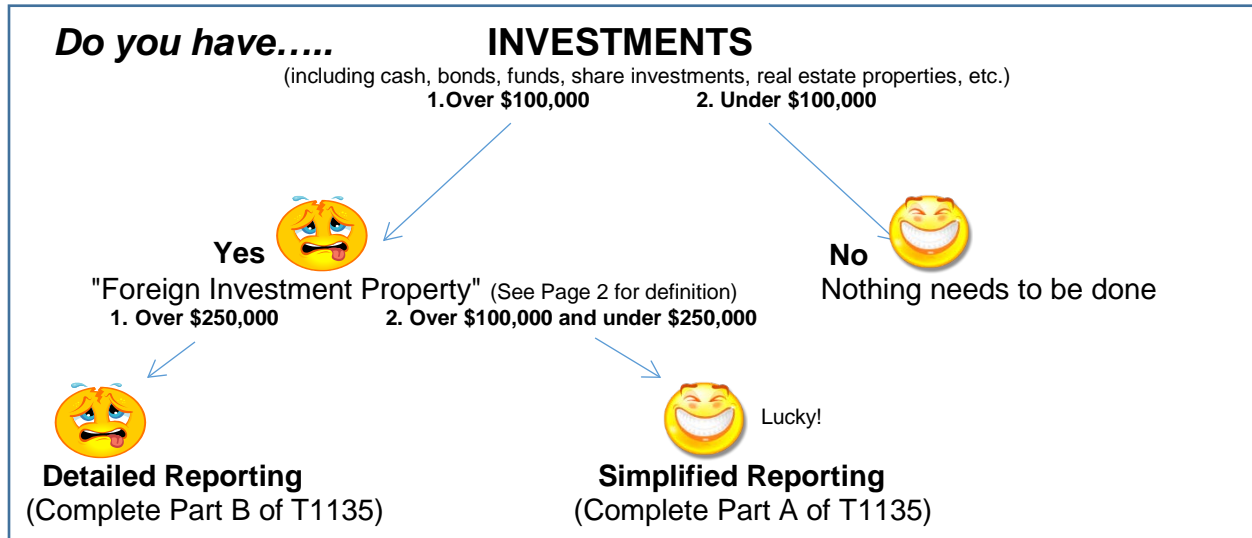 Do you have….. INVESTMENTS
(including cash, bonds, funds, share investments, real estate properties, etc.)
1.Over $100,000 2. Under $100,000
Yes No
"Foreign Investment Property" (See Page 2 for definition) Nothing needs to be done
1. Over $250,000 2. Over $100,000 and under $250,000
Lucky!
Detailed Reporting Simplified Reporting
(Complete Part B of T1135) (Complete Part A of T1135)